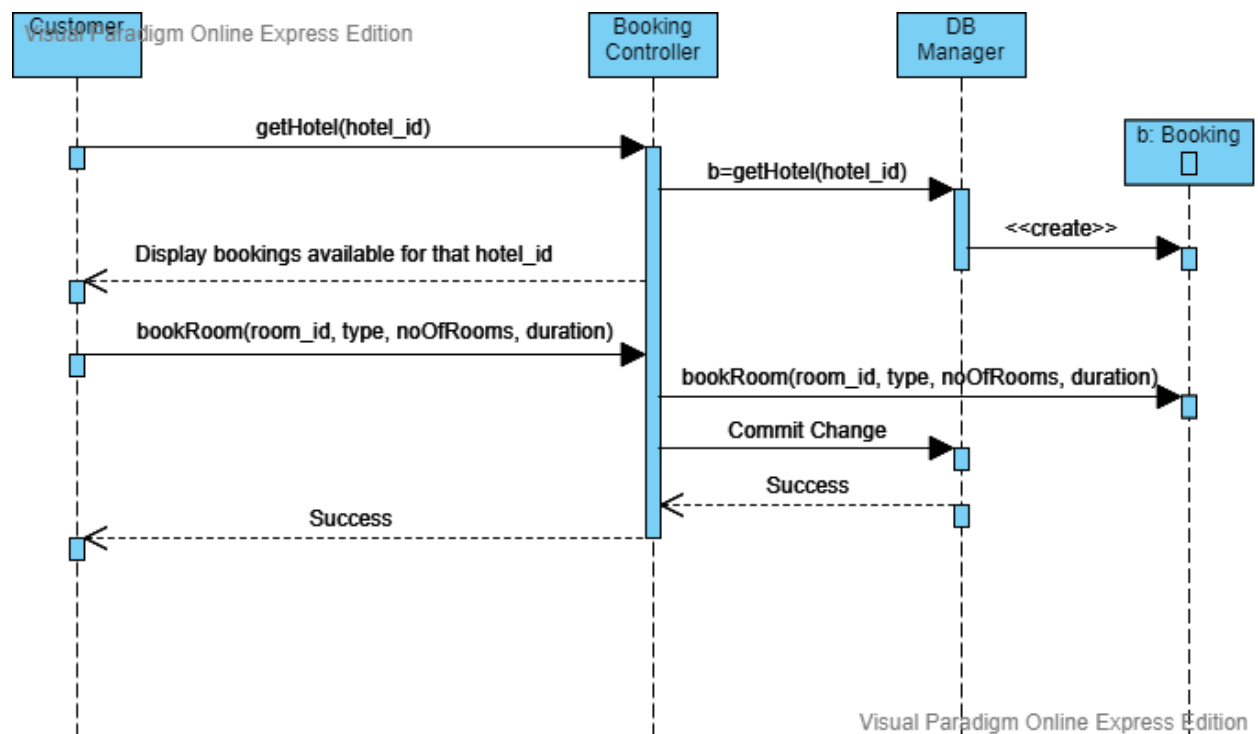 Customer
Visual Paradigm Online Express Edition
Booking
Controller
DB
Manager
b: Booking
getHotel(hotel_id)
b=getHotel(hotel_id)
<<create>>
Display bookings available for that hotel_id
bookRoom(room_id, type, noOfRooms, duration)
bookRoom(room_id, type, noOfRooms, duration)
Commit Change
Success
Success
Visual Paradigm Online Express Edition